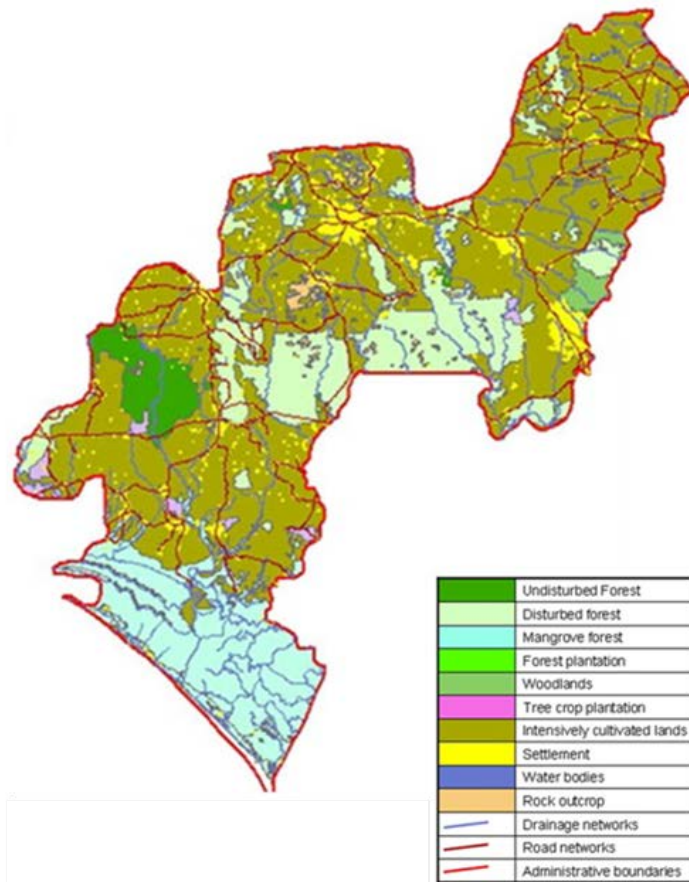 Undisturbed Forest
Disturbed forest
Mangrove forest
Forest plantation
Woodlands
Tree crop plantation
Intensively cultivated lands
Settlement
Water bodies
Rock outcrop
Drainage networks
Road networks
Administrative boundaries